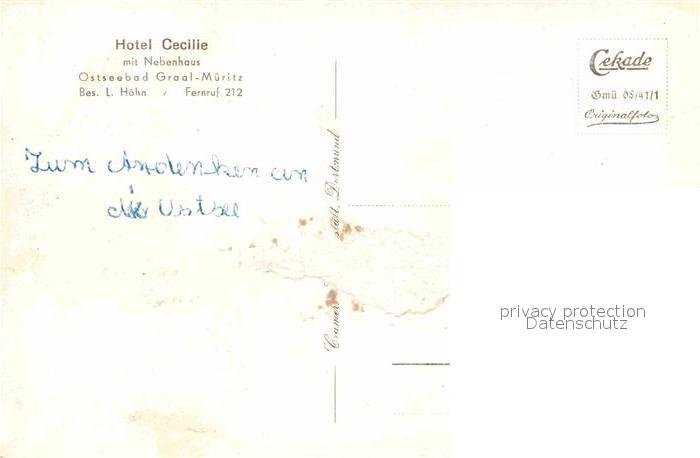 Hotel Cecilie
mit Nebenhaus
Ostseebad Graal-Müritz
Bes. L. Höhn / Fernruf 212
Zum Andenken an
die Ostsee
Cramers
Dortmund
Cekade
Gmü 08/41/1
Originalfoto
privacy protection
Datenschutz